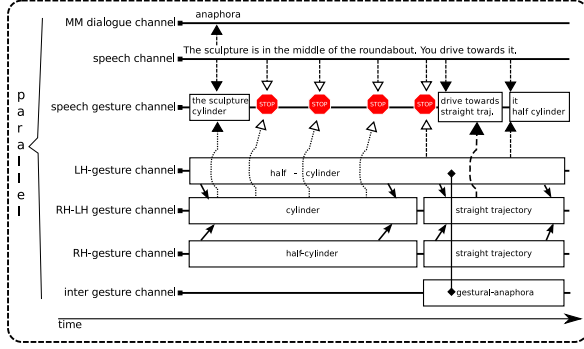 anaphora
MM dialogue channel
speech channel
The sculpture is in the middle of the roundabout. You drive towards it.
speech gesture channel
the sculpture
cylinder
STOP
STOP
STOP
STOP
drive towards
straight traj.
it
half cylinder
parallel
LH-gesture channel
half - cylinder
RH-LH gesture channel
cylinder
straight trajectory
RH-gesture channel
half-cylinder
straight trajectory
inter gesture channel
gestural-anaphora
time